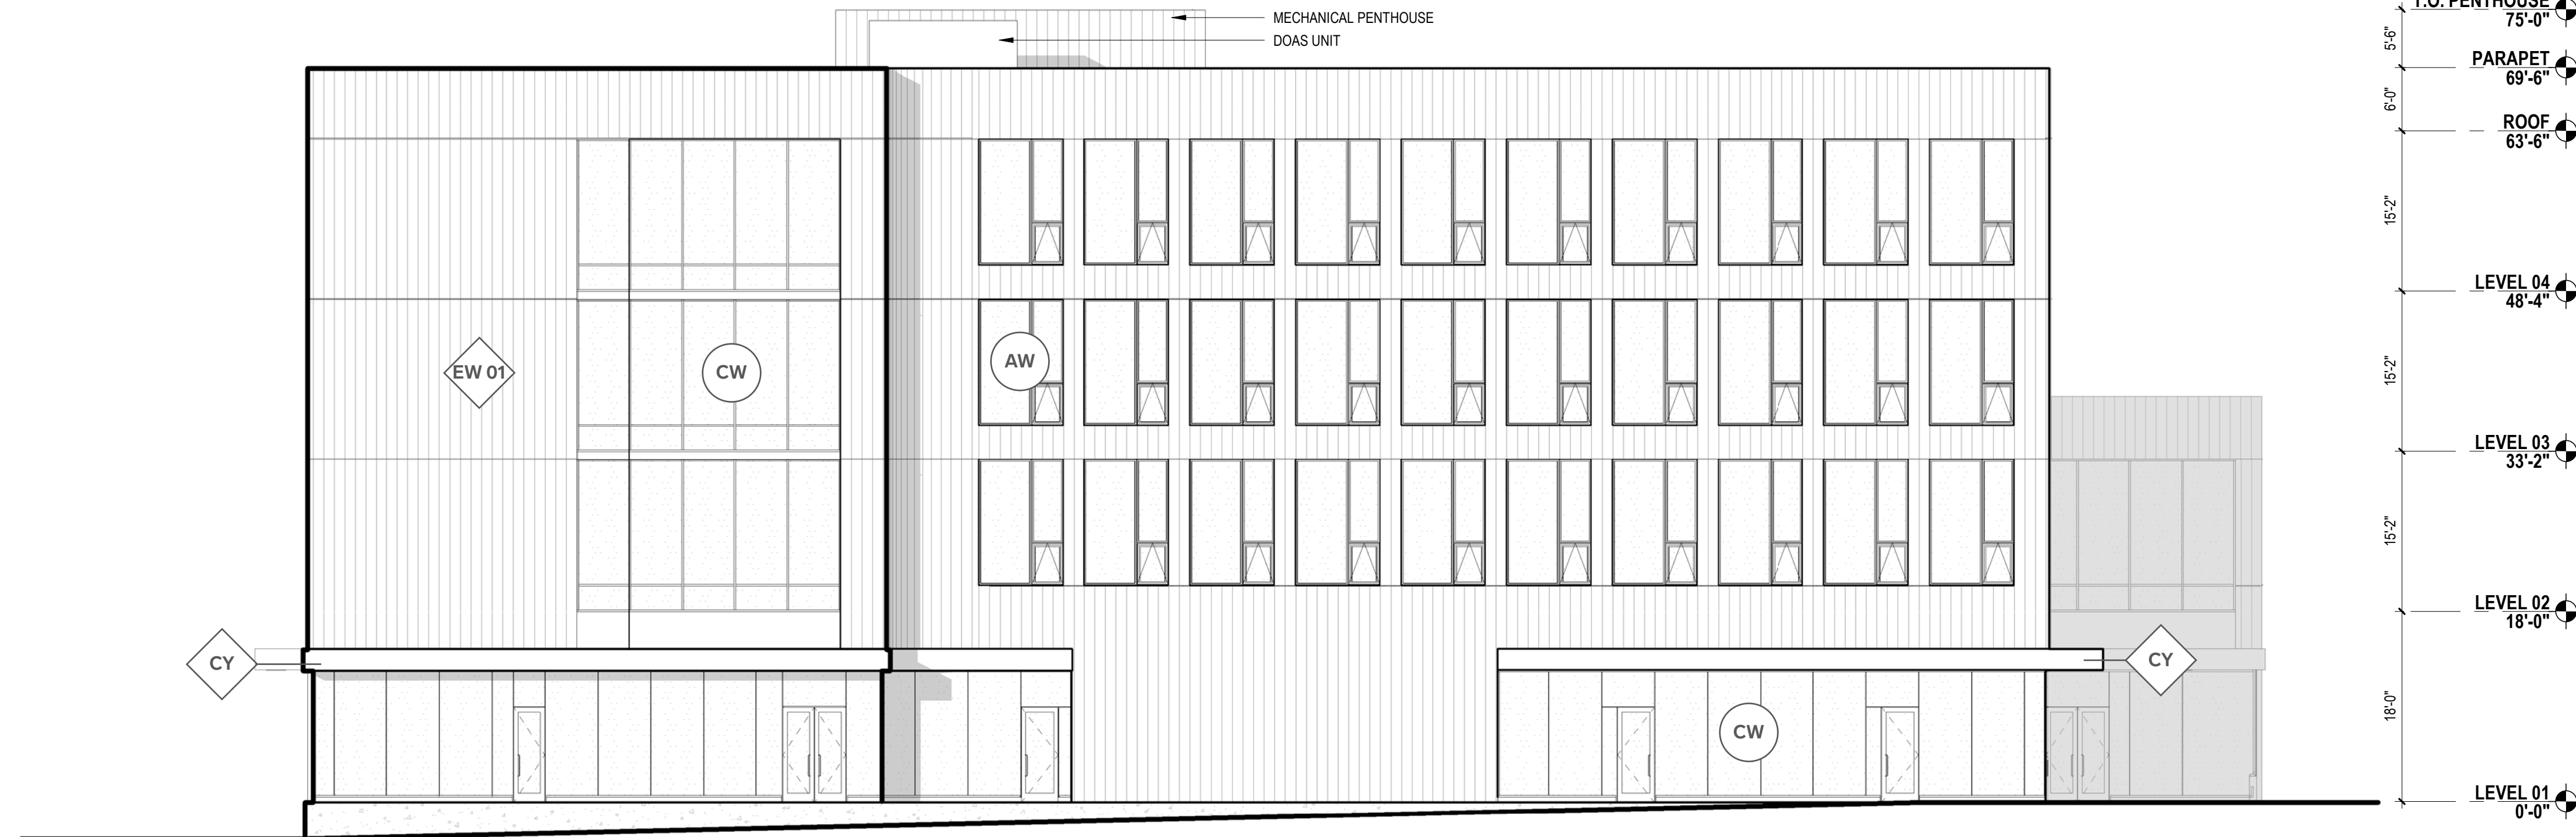 MECHANICAL PENTHOUSE
DOAS UNIT
T.O. PENTHOUSE
75'-0"
5'-6"
PARAPET
69'-6"
6'-0"
ROOF
63'-6"
15'-2"
LEVEL 04
48'-4"
EW 01
CW
AW
15'-2"
LEVEL 03
33'-2"
15'-2"
LEVEL 02
18'-0"
CY
CY
CW
18'-0"
LEVEL 01
0'-0"